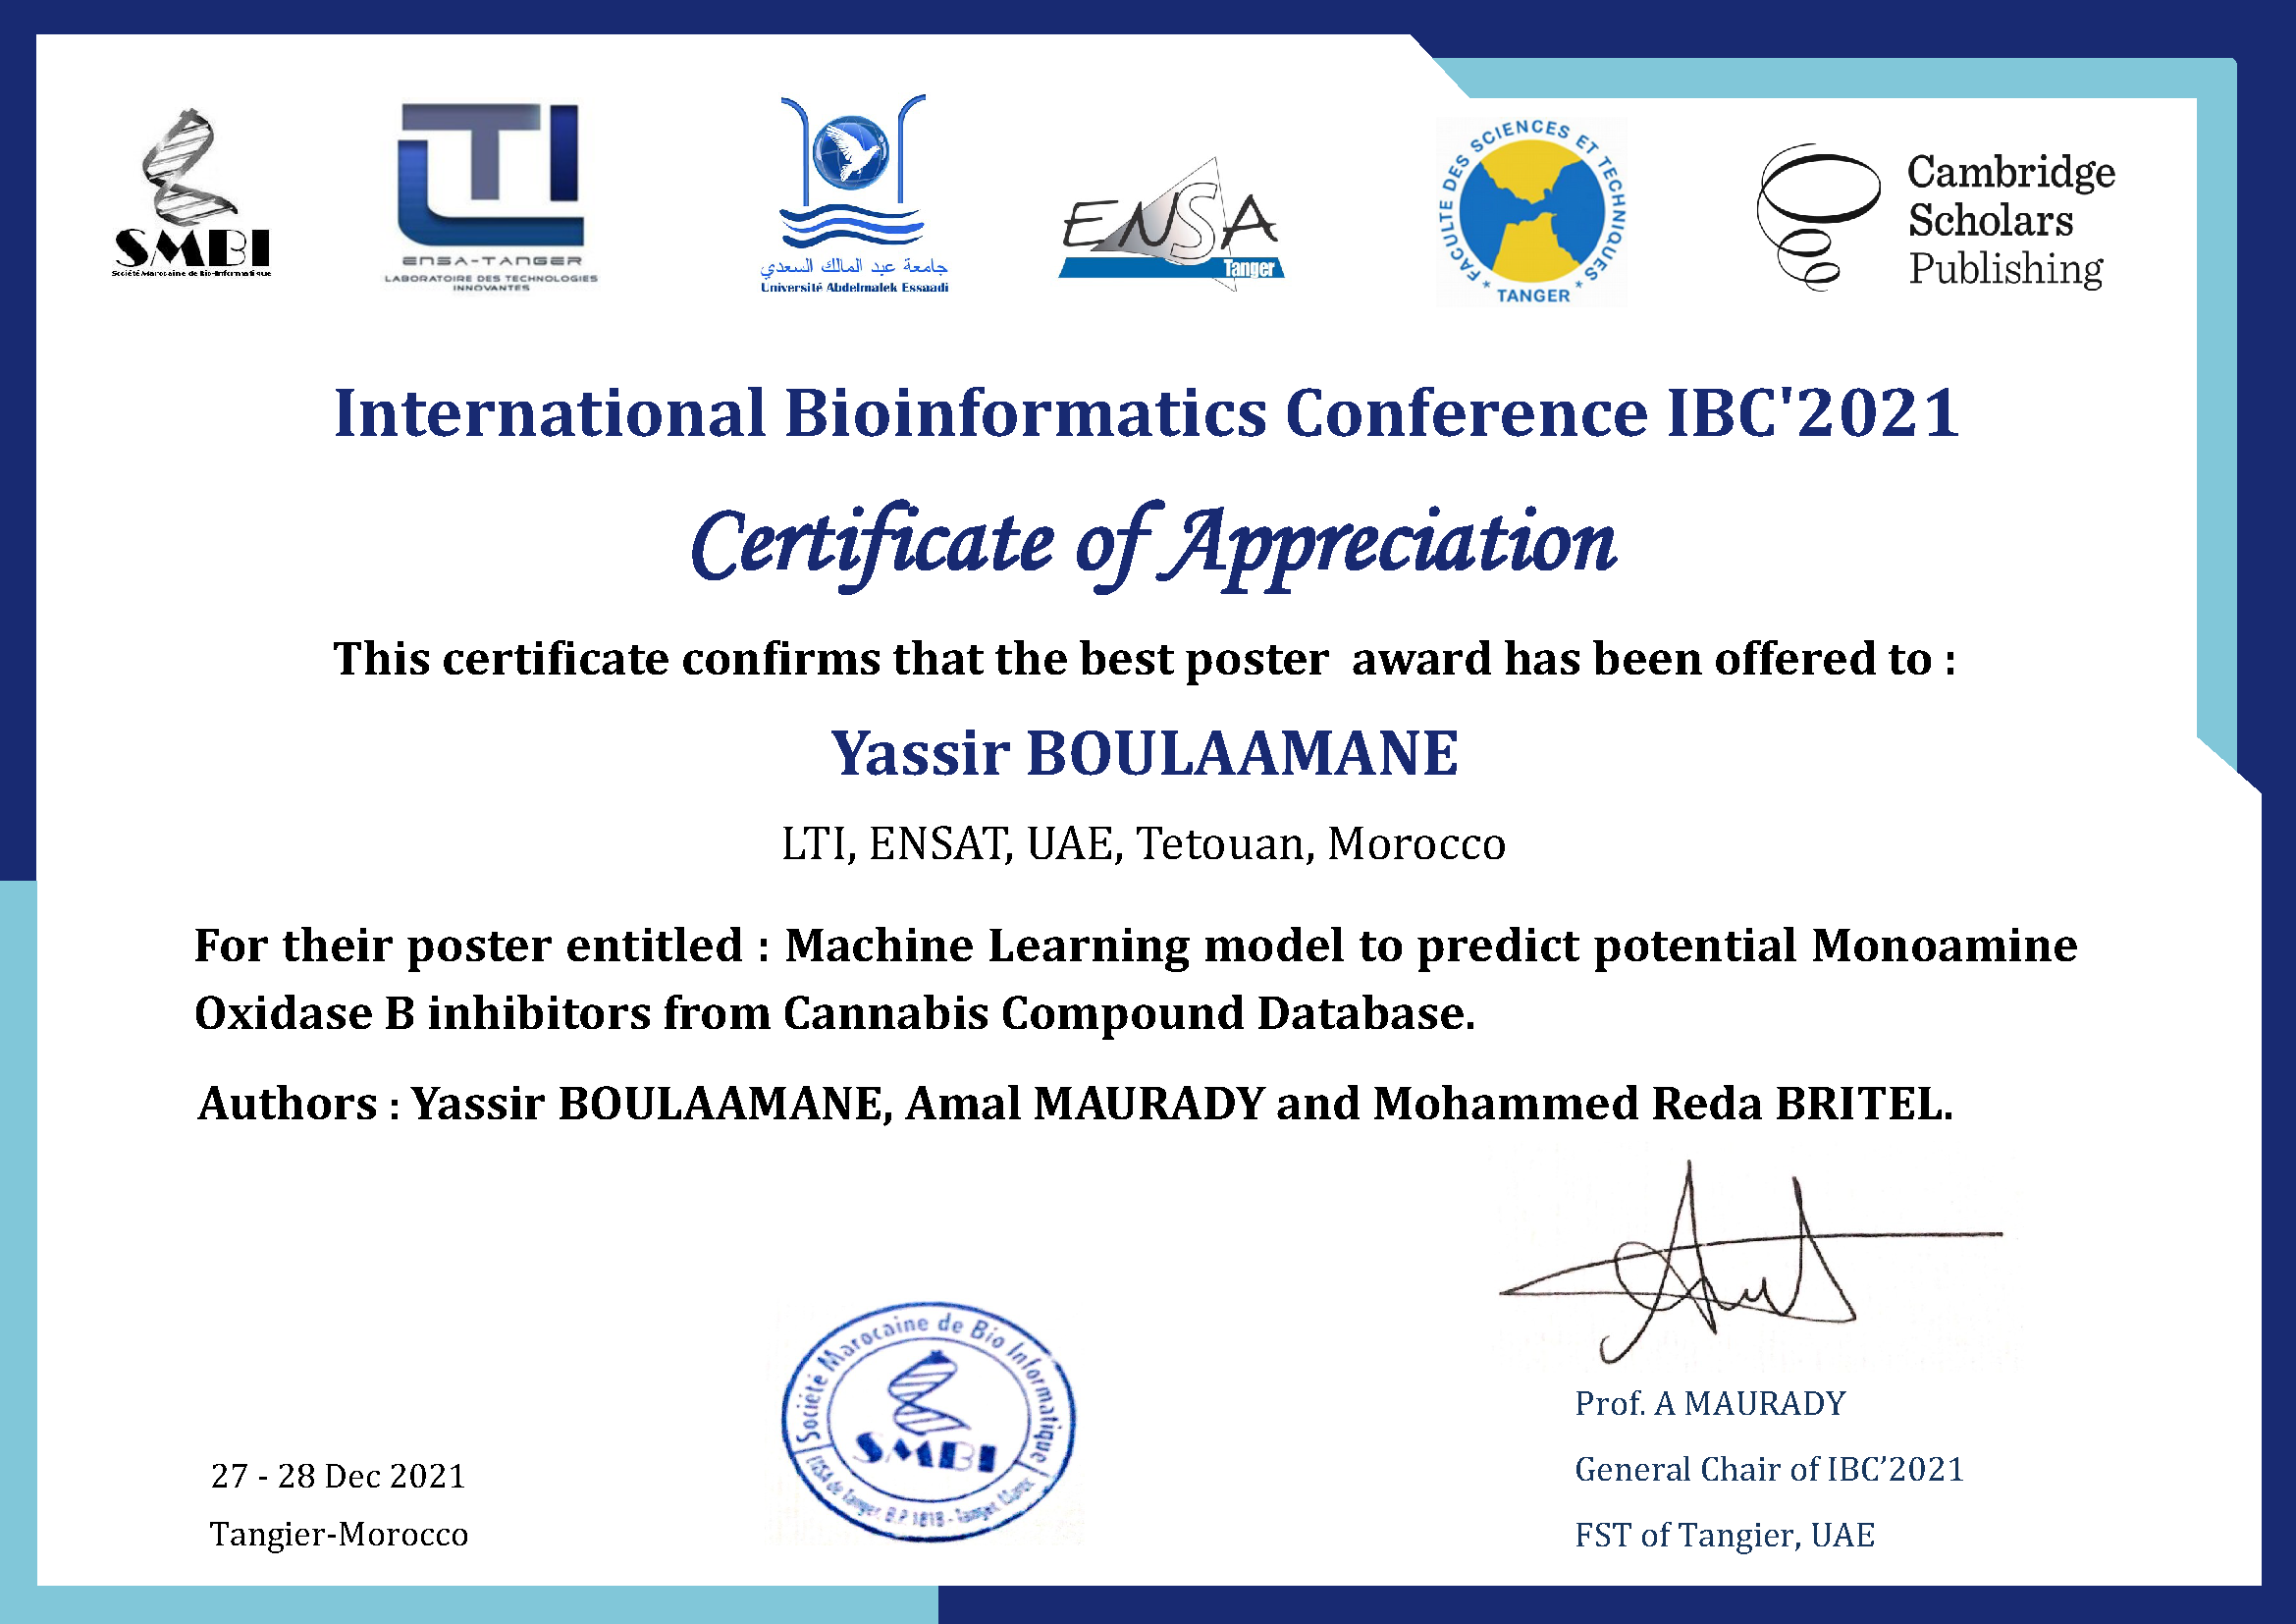 SMBI
Société Marocaine de Bio-Informatique
LTI
ENSA-TANGER
LABORATOIRE DES TECHNOLOGIES
INNOVANTES
جامعة عبد المالك السعدي
Université Abdelmalek Essaadi
ENSA
Tanger
FACULTE DES SCIENCES ET TECHNIQUES
* TANGER *
Cambridge
Scholars
Publishing
International Bioinformatics Conference IBC'2021
Certificate of Appreciation
This certificate confirms that the best poster award has been offered to :
Yassir BOULAAMANE
LTI, ENSAT, UAE, Tetouan, Morocco
For their poster entitled : Machine Learning model to predict potential Monoamine
Oxidase B inhibitors from Cannabis Compound Database.
Authors : Yassir BOULAAMANE, Amal MAURADY and Mohammed Reda BRITEL.
Société Marocaine de Bio Informatique
SMBI
ENSA de Tanger, B.P 1818 - Tanger, Maroc
Prof. A MAURADY
General Chair of IBC’2021
FST of Tangier, UAE
27 - 28 Dec 2021
Tangier-Morocco